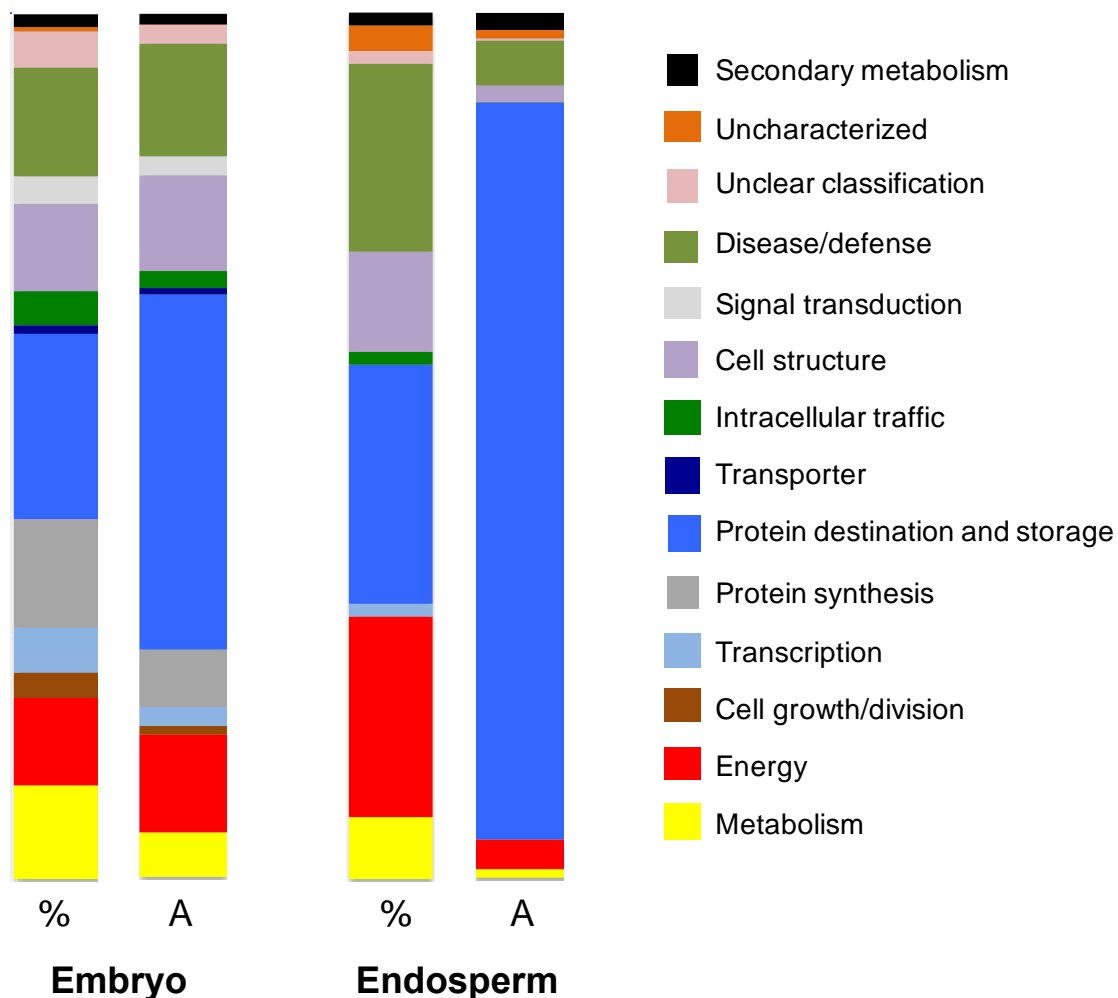 Secondary metabolism
Uncharacterized
Unclear classification
Disease/defense
Signal transduction
Cell structure
Intracellular traffic
Transporter
Protein destination and storage
Protein synthesis
Transcription
Cell growth/division
Energy
Metabolism
% A % A
Embryo Endosperm